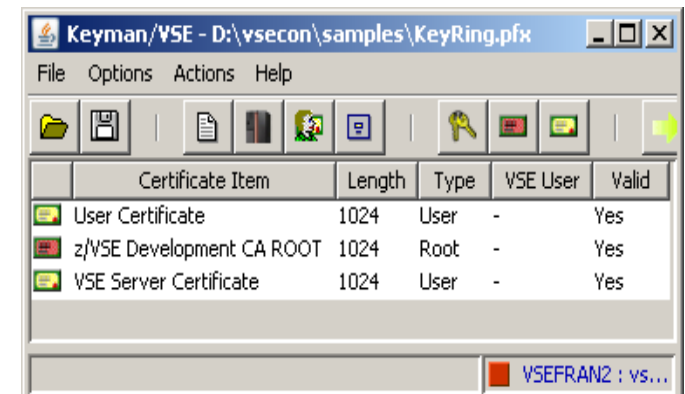 Keyman/VSE - D:\vsecon\samples\KeyRing.pfx
File Options Actions Help
Certificate Item Length Type VSE User Valid
User Certificate 1024 User - Yes
z/VSE Development CA ROOT 1024 Root - Yes
VSE Server Certificate 1024 User - Yes
VSEFRAN2 : vs...